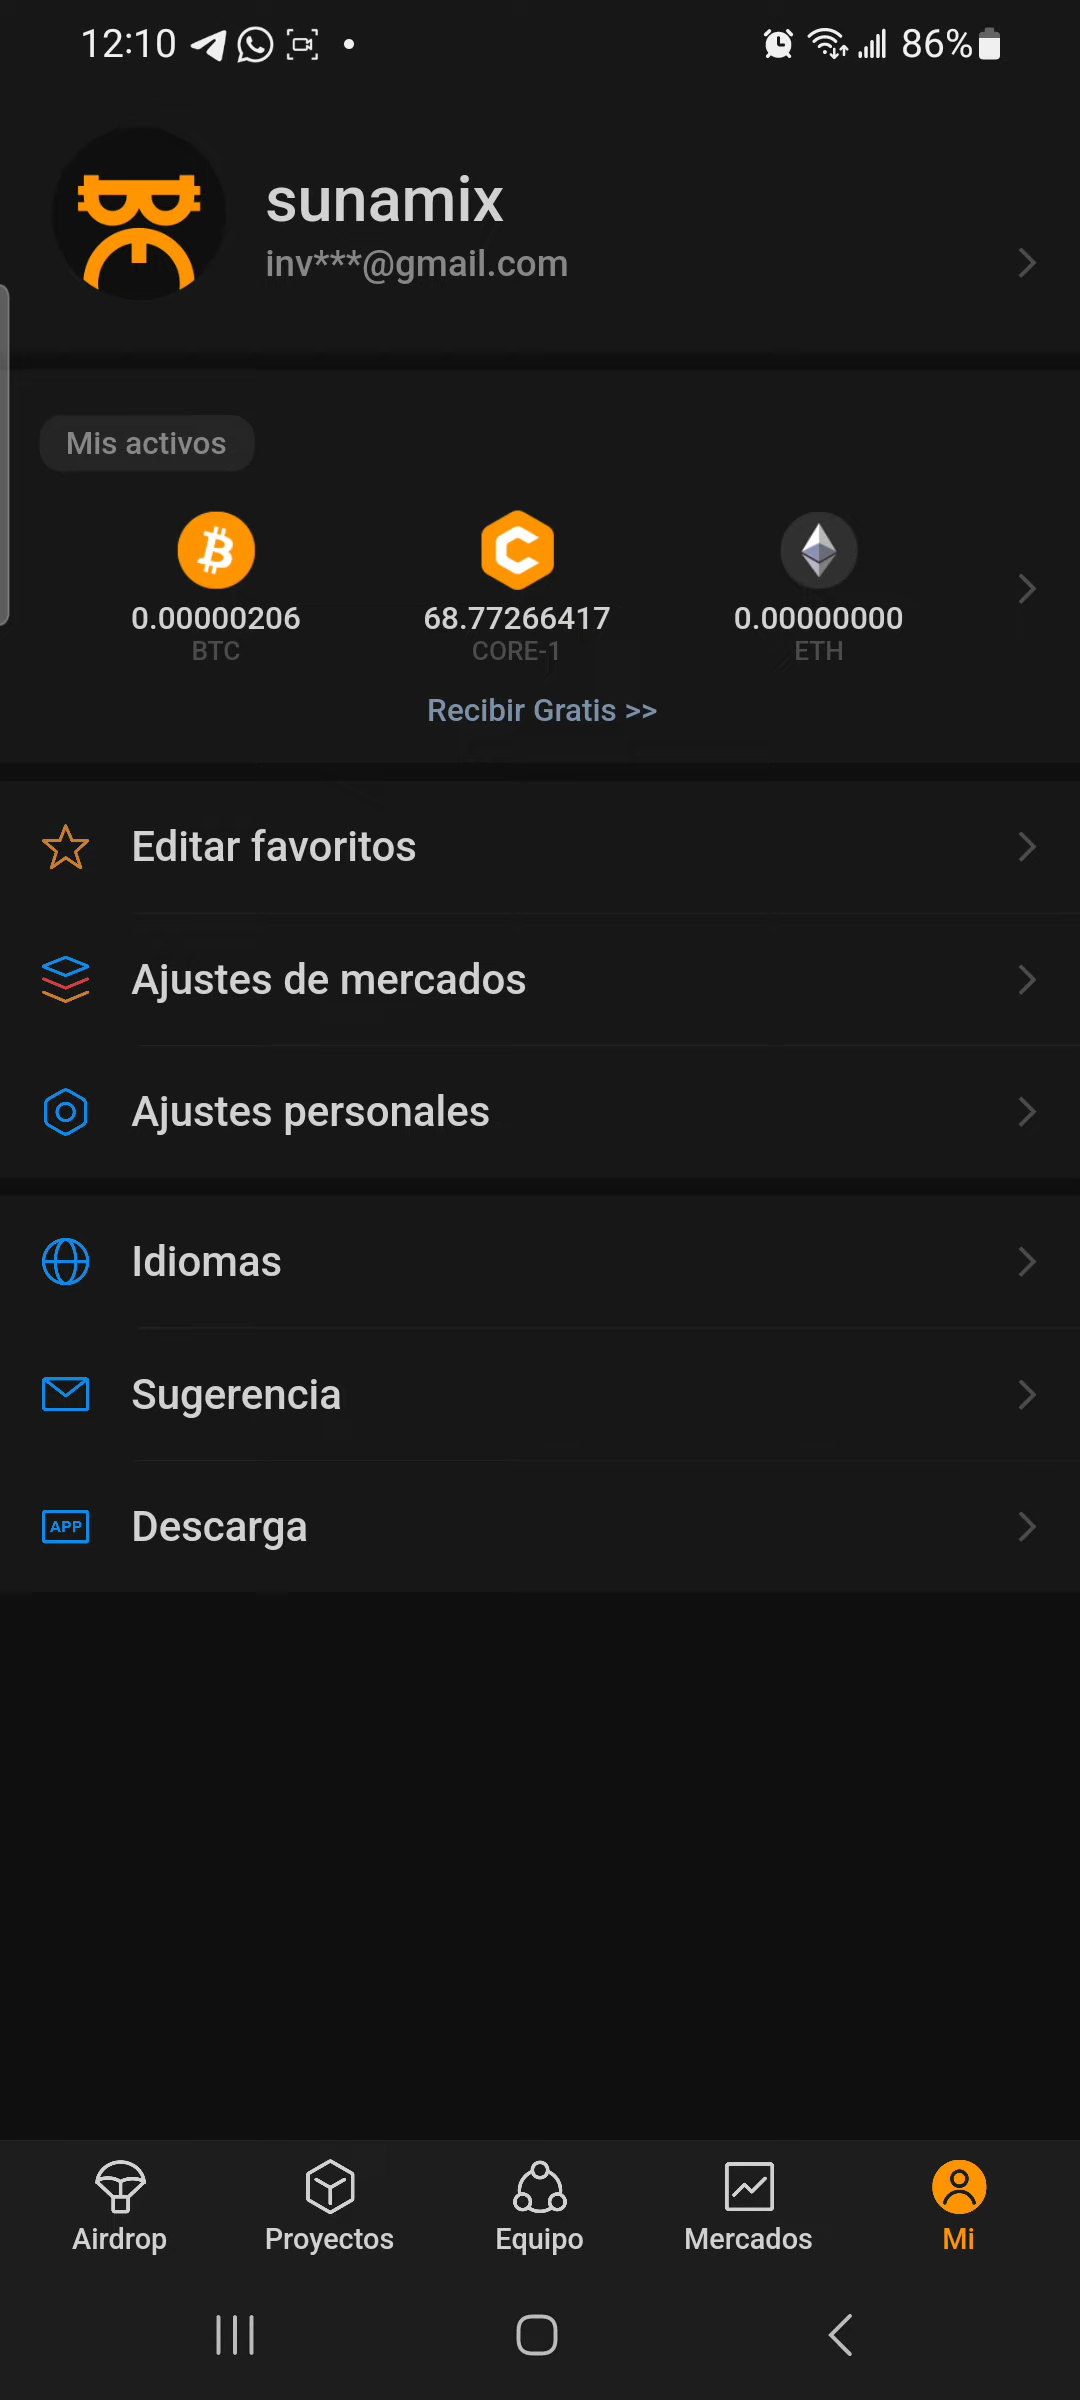 12:10
86%
sunamix
inv***@gmail.com
Mis activos
0.00000206
BTC
68.77266417
CORE-1
0.00000000
ETH
Recibir Gratis >>
Editar favoritos
Ajustes de mercados
Ajustes personales
Idiomas
Sugerencia
APP
Descarga
Airdrop
Proyectos
Equipo
Mercados
Mi